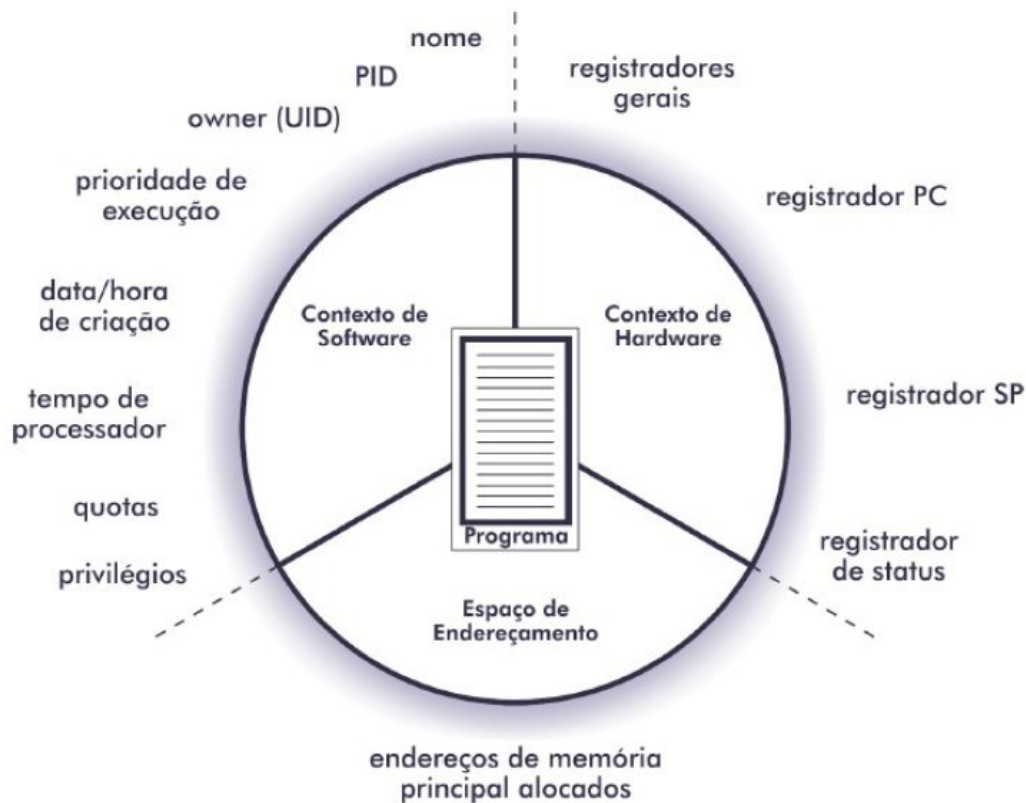 nome
PID
owner (UID)
prioridade de
execução
data/hora
de criação
tempo de
processador
quotas
privilégios
registradores
gerais
registrador PC
registrador SP
registrador
de status
Contexto de
Software
Contexto de
Hardware
Programa
Espaço de
Endereçamento
endereços de memória
principal alocados